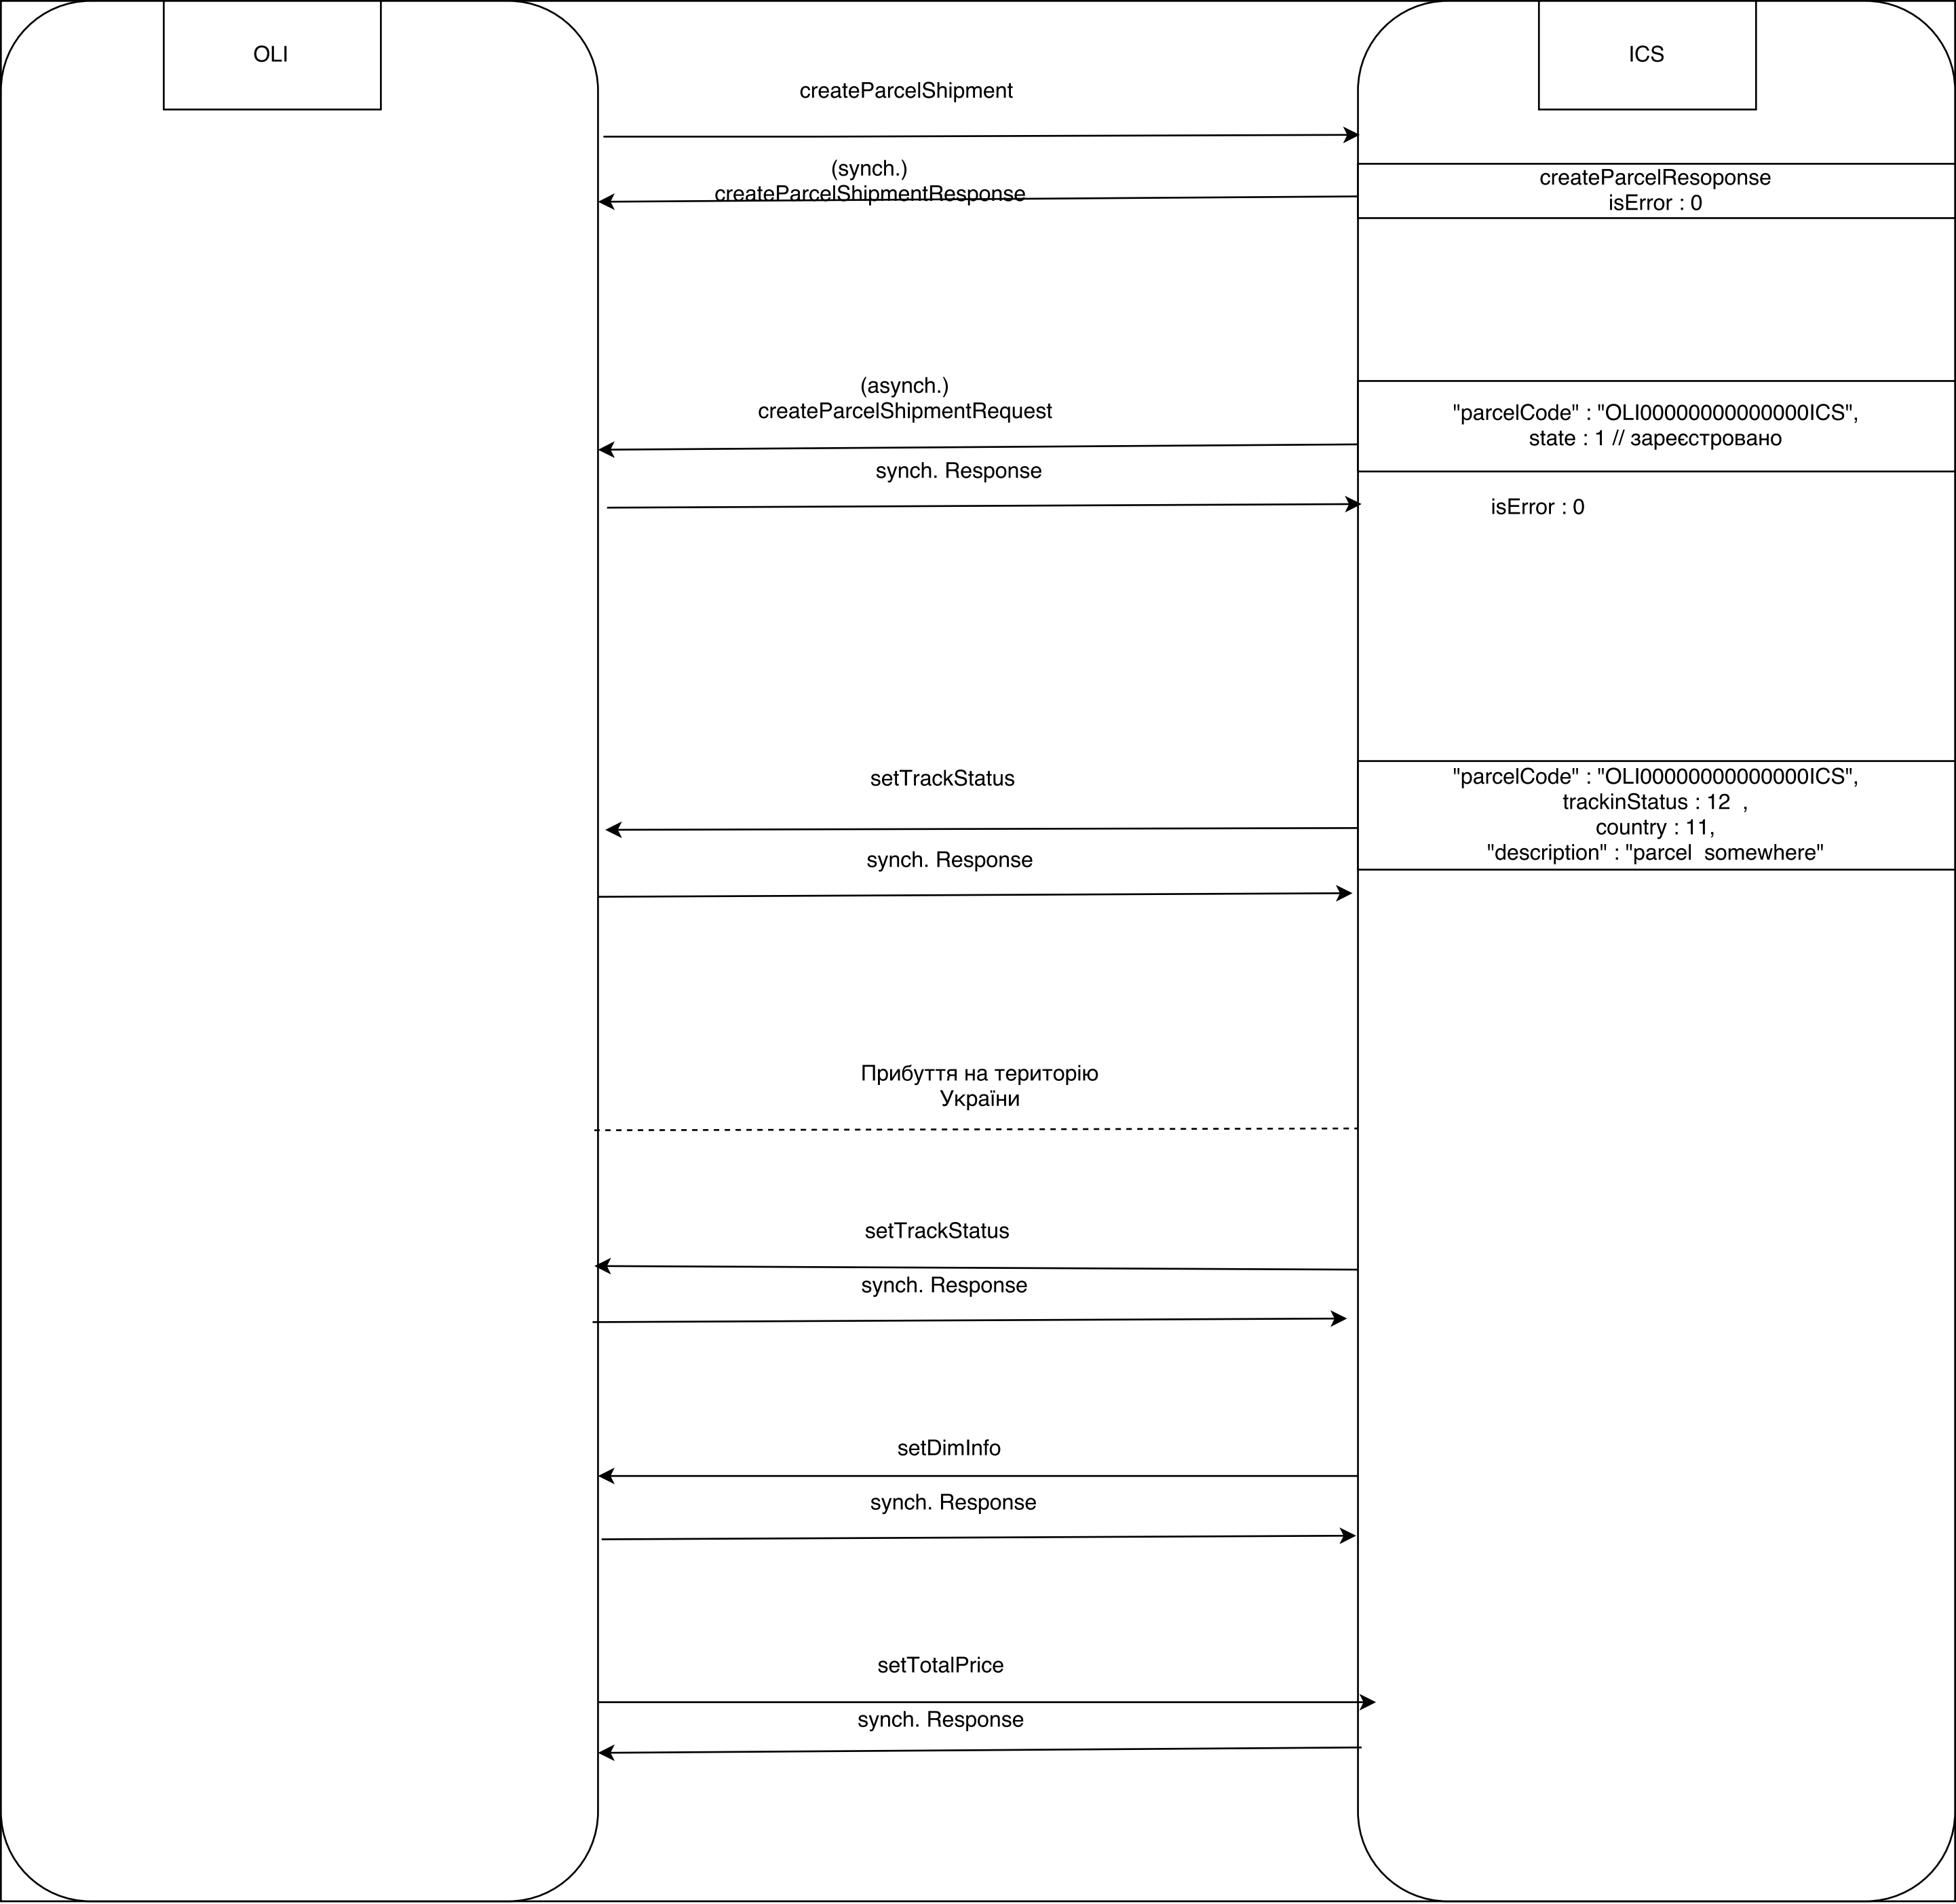 OLI
ICS
createParcelShipment
(synch.)
createParcelShipmentResponse
createParcelResoponse
isError : 0
(asynch.)
createParcelShipmentRequest
"parcelCode" : "OLI00000000000000ICS",
state : 1 // зареєстровано
synch. Response
isError : 0
setTrackStatus
"parcelCode" : "OLI00000000000000ICS",
trackinStatus : 12  ,
country : 11,
"description" : "parcel  somewhere"
synch. Response
Прибуття на територію
України
setTrackStatus
synch. Response
setDimInfo
synch. Response
setTotalPrice
synch. Response